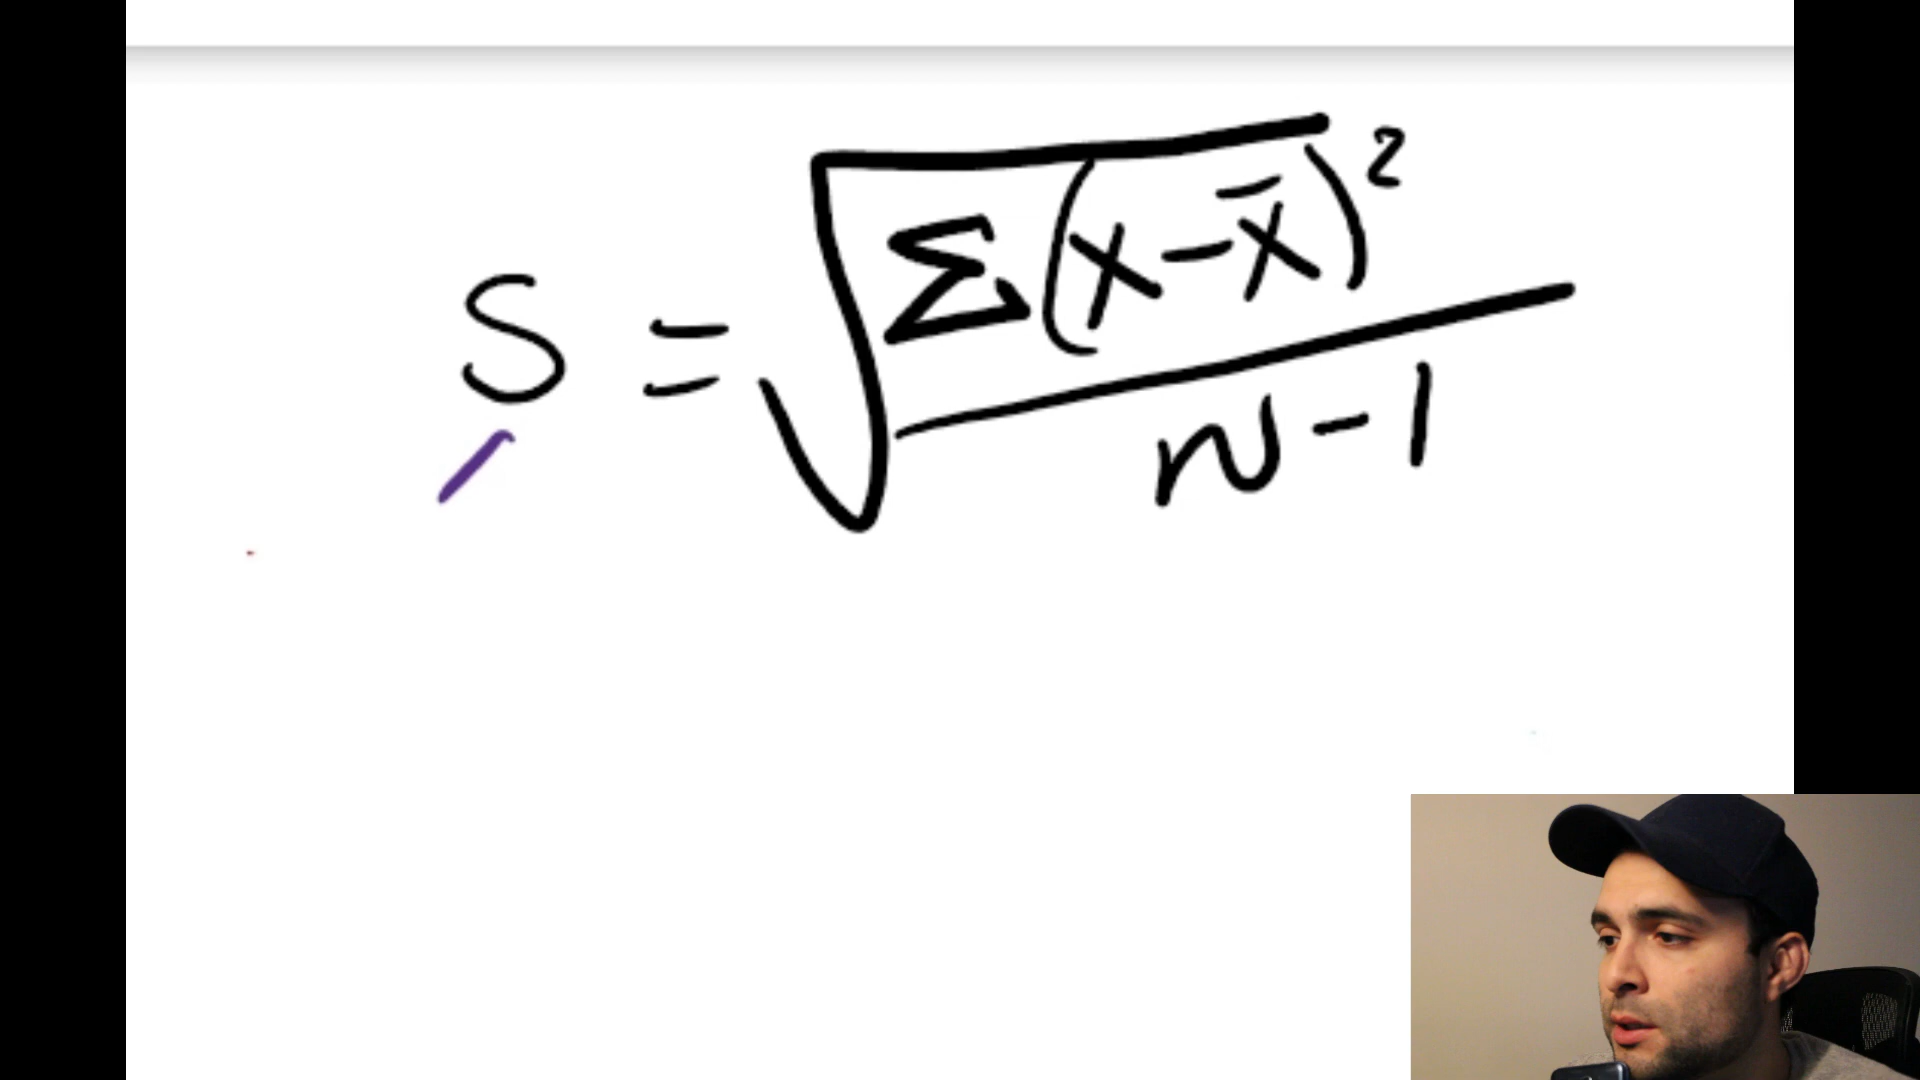 S = √Σ(x-x̄)² / n-1